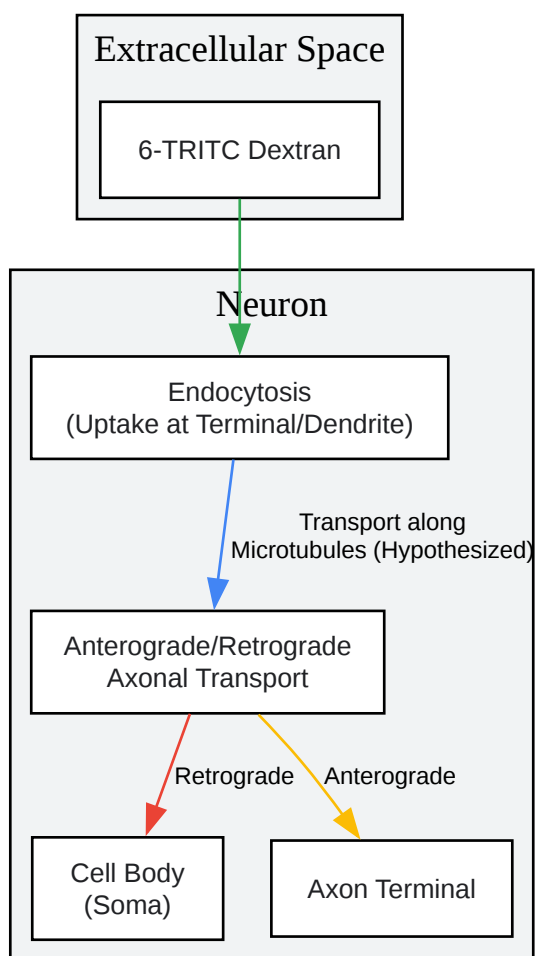 Extracellular Space
6-TRITC Dextran
Neuron
Endocytosis
(Uptake at Terminal/Dendrite)
Transport along
Microtubules (Hypothesized)
Anterograde/Retrograde
Axonal Transport
Retrograde
Anterograde
Cell Body
(Soma)
Axon Terminal